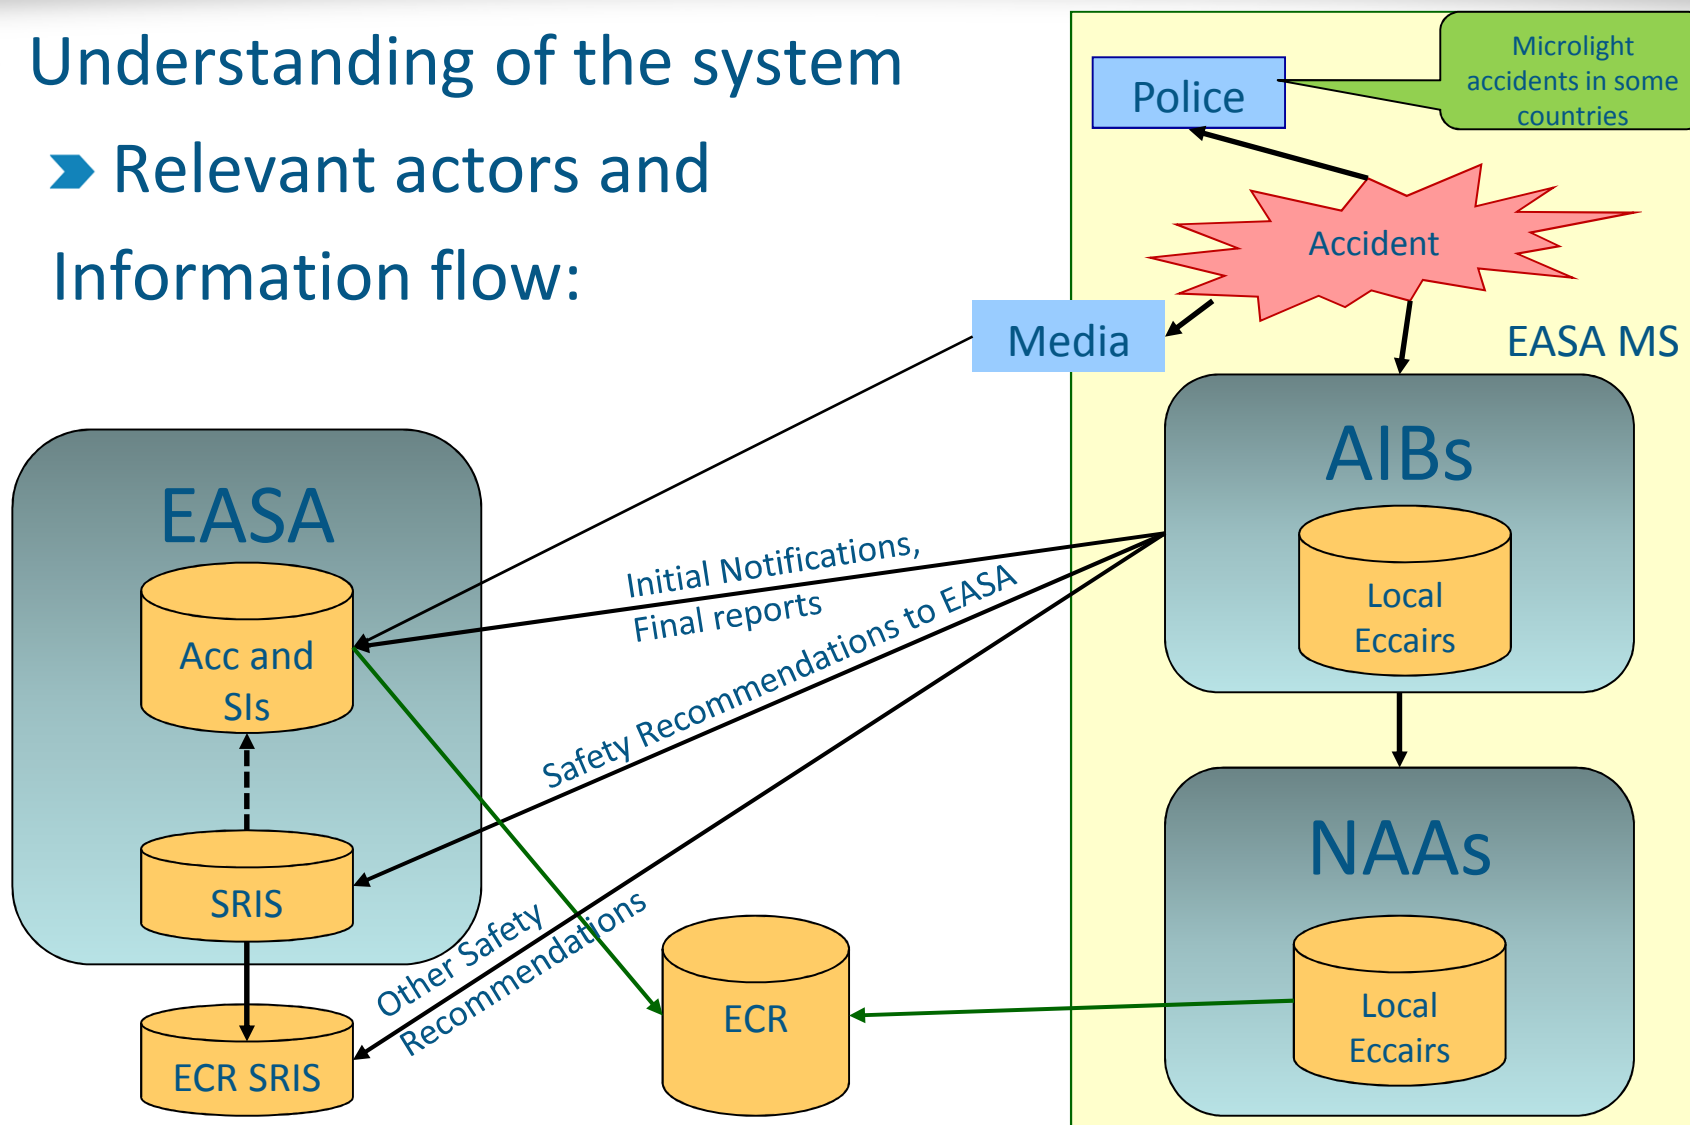 Understanding of the system
Relevant actors and
Information flow:
Police
Microlight
accidents in some
countries
Accident
Media
EASA MS
AIBs
Local
Eccairs
EASA
Acc and
SIs
SRIS
ECR SRIS
Initial Notifications,
Final reports
Safety Recommendations to EASA
Other Safety
Recommendations
ECR
NAAs
Local
Eccairs